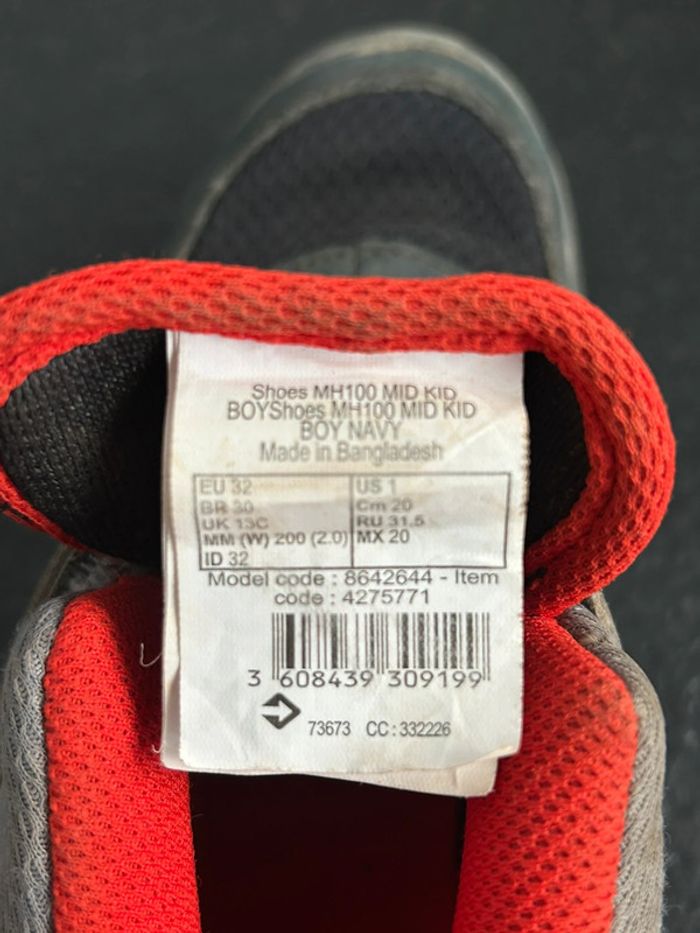 Shoes MH100 MID KID
BOYShoes MH100 MID KID
BOY NAVY
Made in Bangladesh
EU 32 US 1
BR 30 Cm 20
UK 13C RU 31.5
MM (W) 200 (2.0) MX 20
ID 32
Model code : 8642644 - Item
code : 4275771
3 608439 309199
73673 CC : 332226